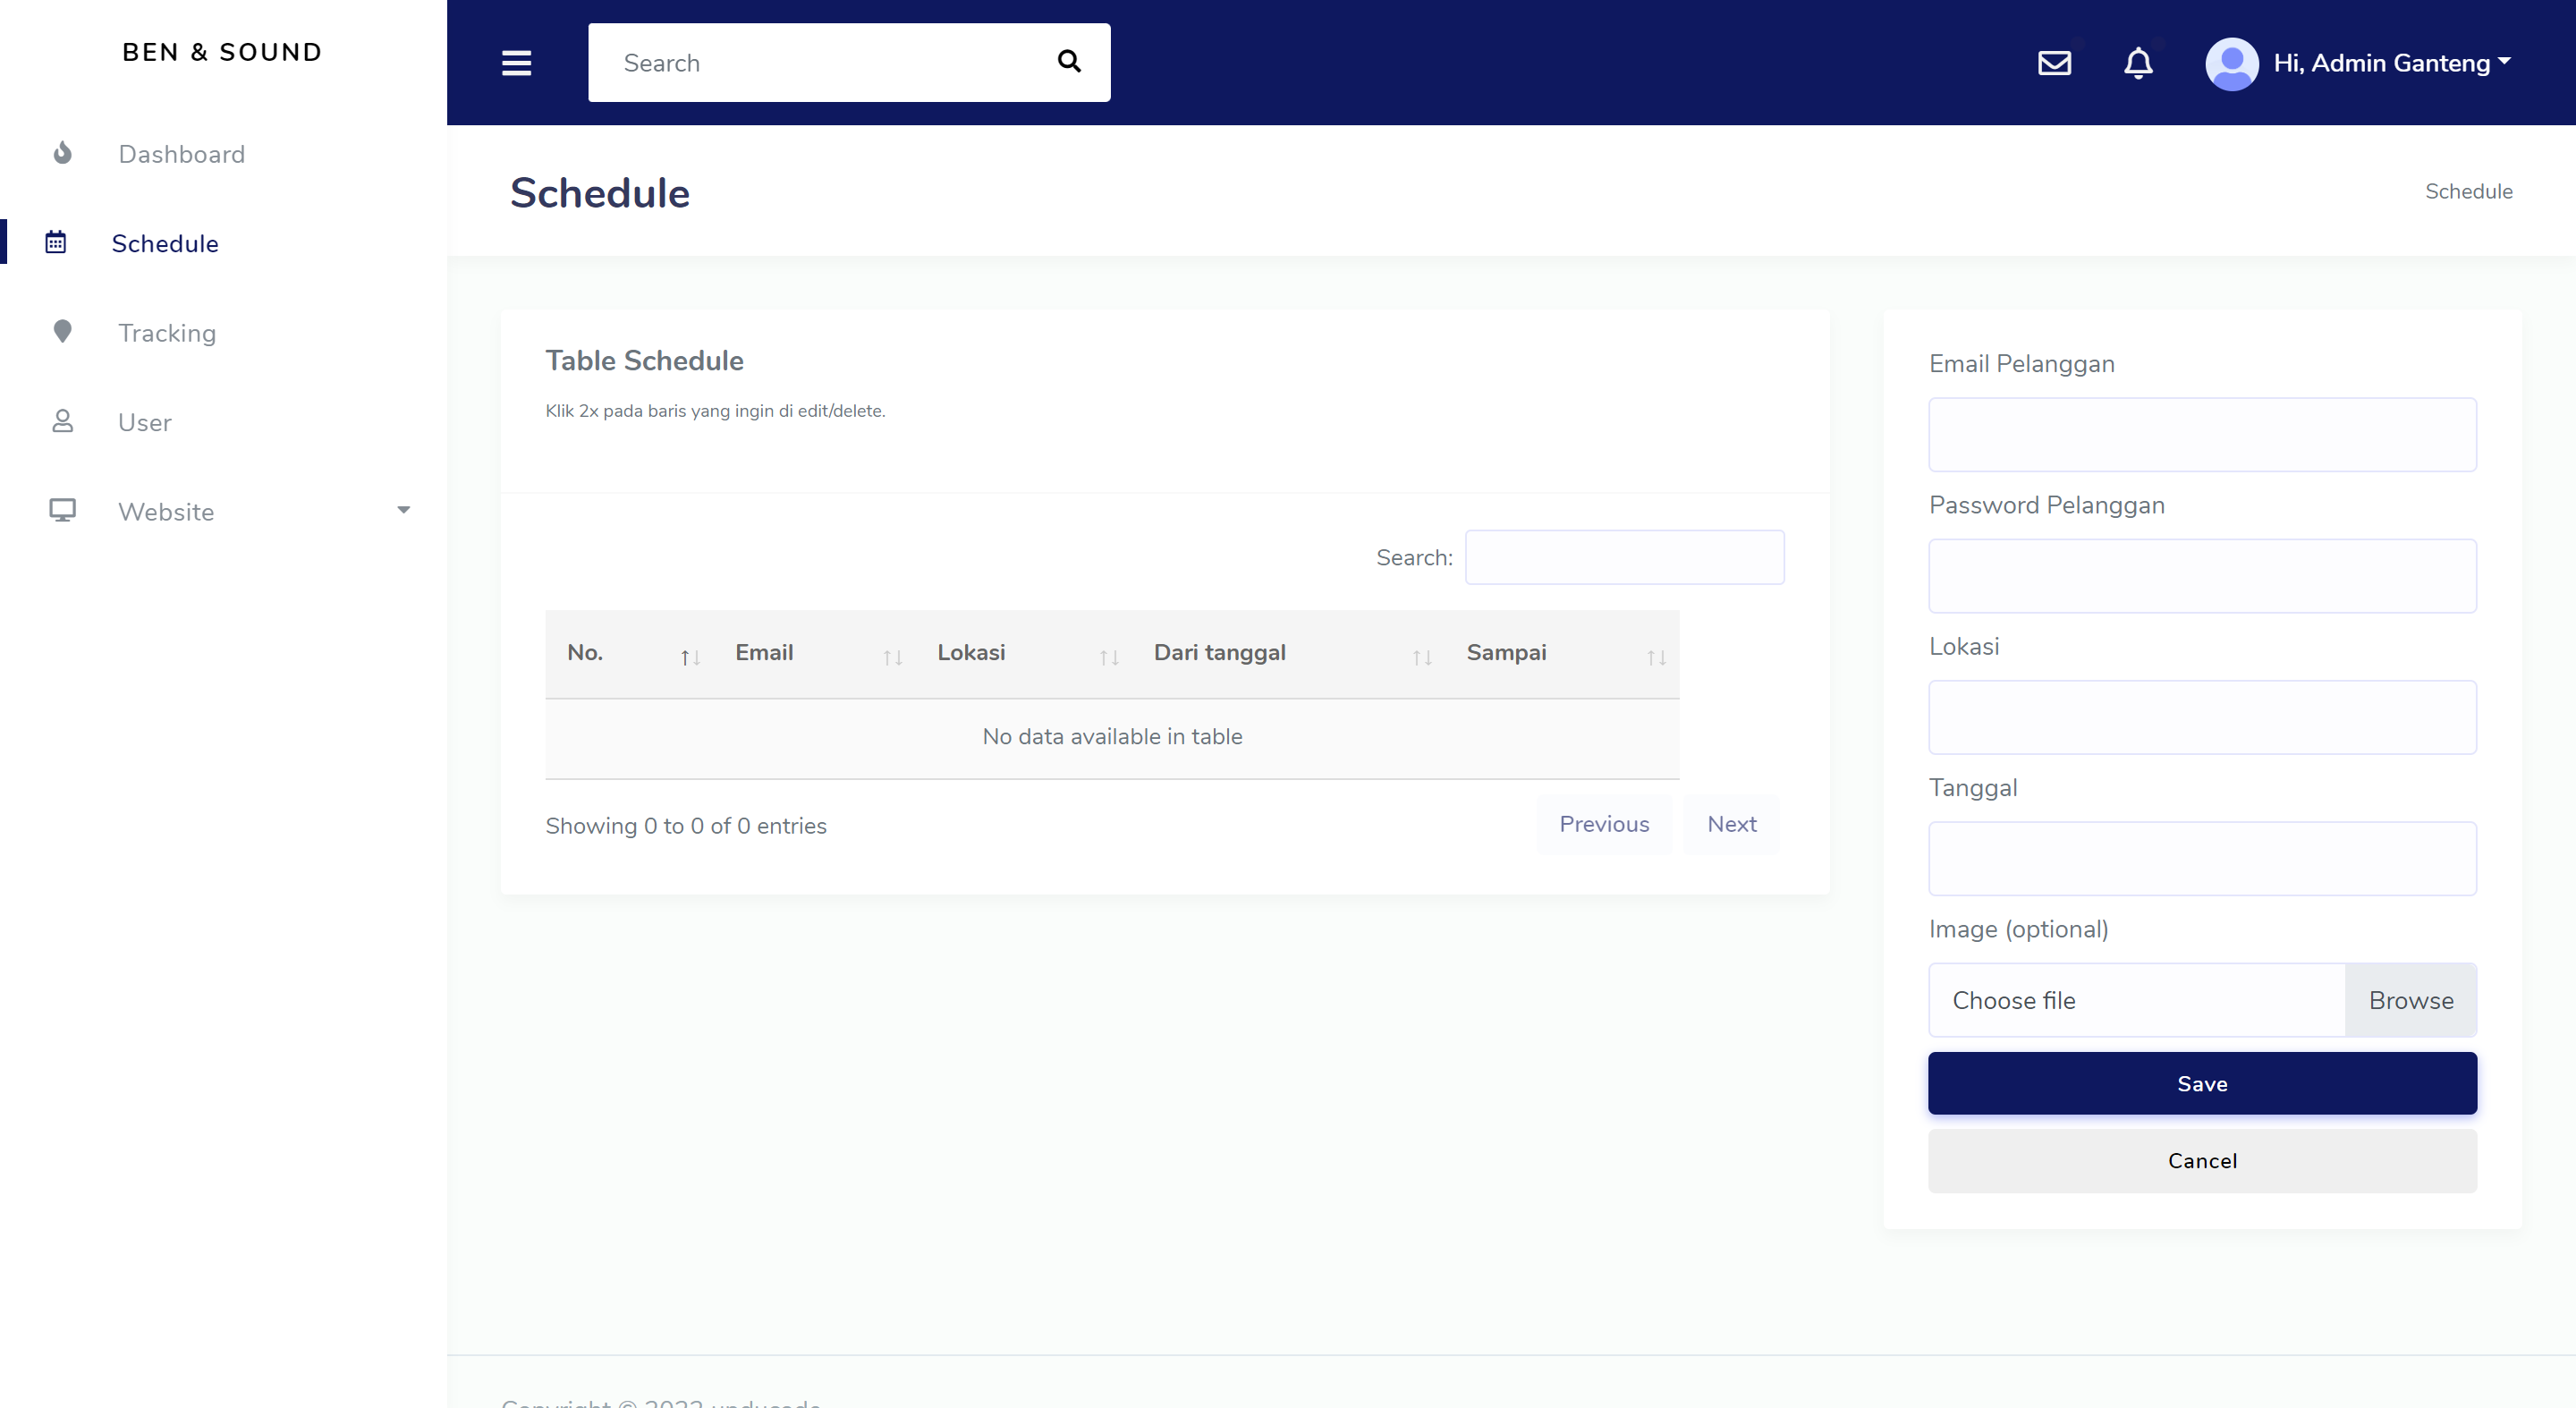 BEN & SOUND
Search
Hi, Admin Ganteng
Dashboard
Schedule
Tracking
User
Website
Schedule
Schedule
Table Schedule
Klik 2x pada baris yang ingin di edit/delete.
Search:
No. Email Lokasi Dari tanggal Sampai
No data available in table
Showing 0 to 0 of 0 entries
Previous Next
Email Pelanggan
Password Pelanggan
Lokasi
Tanggal
Image (optional)
Choose file Browse
Save
Cancel
Copyright ©